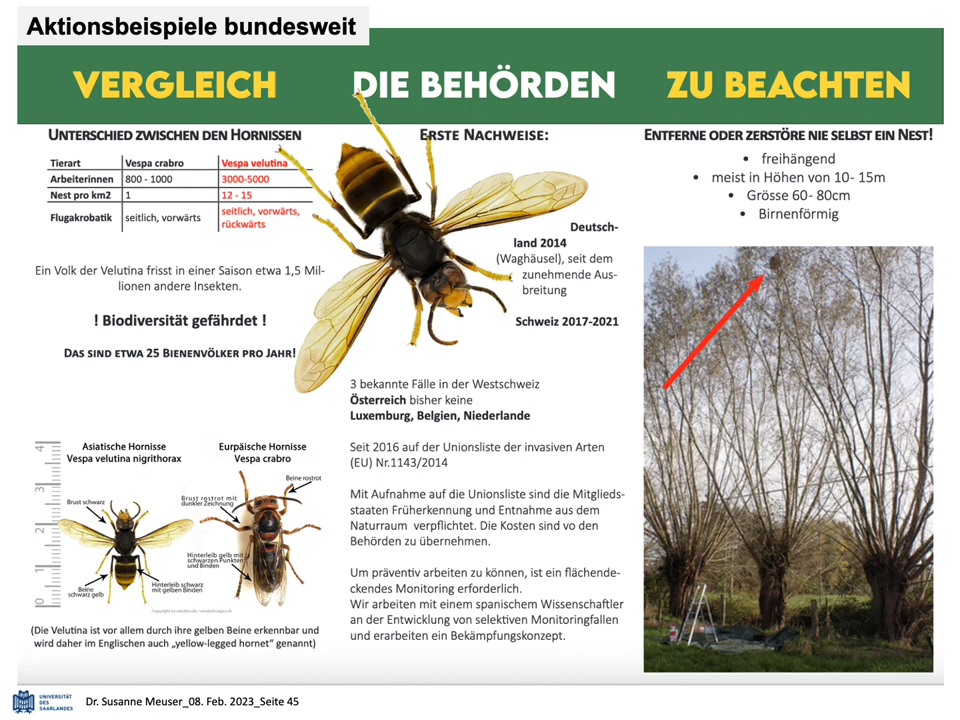 Aktionsbeispiele bundesweit
VERGLEICH
DIE BEHÖRDEN
ZU BEACHTEN
UNTERSCHIED ZWISCHEN DEN HORNISSEN
Tierart Vespa crabro Vespa velutina
Arbeiterinnen 800 - 1000 3000-5000
Nest pro km2 1 12 - 15
Flugakrobatik seitlich, vorwärts seitlich, vorwärts,
rückwärts
Ein Volk der Velutina frisst in einer Saison etwa 1,5 Mil-
lionen andere Insekten.
! Biodiversität gefährdet !
DAS SIND ETWA 25 BIENENVÖLKER PRO JAHR!
4
3
2
1
0
Asiatische Hornisse
Vespa velutina nigrithorax
Brust schwarz
Beine
schwarz gelb
Hinterleib schwarz
mit gelben Binden
Eurpäische Hornisse
Vespa crabro
Beine rostrot
Brust rostrot mit
dunkler Zeichnung
Hinterleib gelb mit
schwarzen Punkten
und Binden
(Die Velutina ist vor allem durch ihre gelben Beine erkennbar und
wird daher im Englischen auch „yellow-legged hornet“ genannt)
ERSTE NACHWEISE:
Deutsch-
land 2014
(Waghäusel), seit dem
zunehmende Aus-
breitung
Schweiz 2017-2021
3 bekannte Fälle in der Westschweiz
Österreich bisher keine
Luxemburg, Belgien, Niederlande
Seit 2016 auf der Unionsliste der invasiven Arten
(EU) Nr.1143/2014
Mit Aufnahme auf die Unionsliste sind die Mitglieds-
staaten Früherkennung und Entnahme aus dem
Naturraum verpflichtet. Die Kosten sind vo den
Behörden zu übernehmen.
Um präventiv arbeiten zu können, ist ein flächende-
ckendes Monitoring erforderlich.
Wir arbeiten mit einem spanischem Wissenschaftler
an der Entwicklung von selektiven Monitoringfallen
und erarbeiten ein Bekämpfungskonzept.
ENTFERNE ODER ZERSTÖRE NIE SELBST EIN NEST!
• freihängend
• meist in Höhen von 10- 15m
• Grösse 60- 80cm
• Birnenförmig
UNIVERSITÄT
DES
SAARLANDES
Dr. Susanne Meuser_08. Feb. 2023_Seite 45